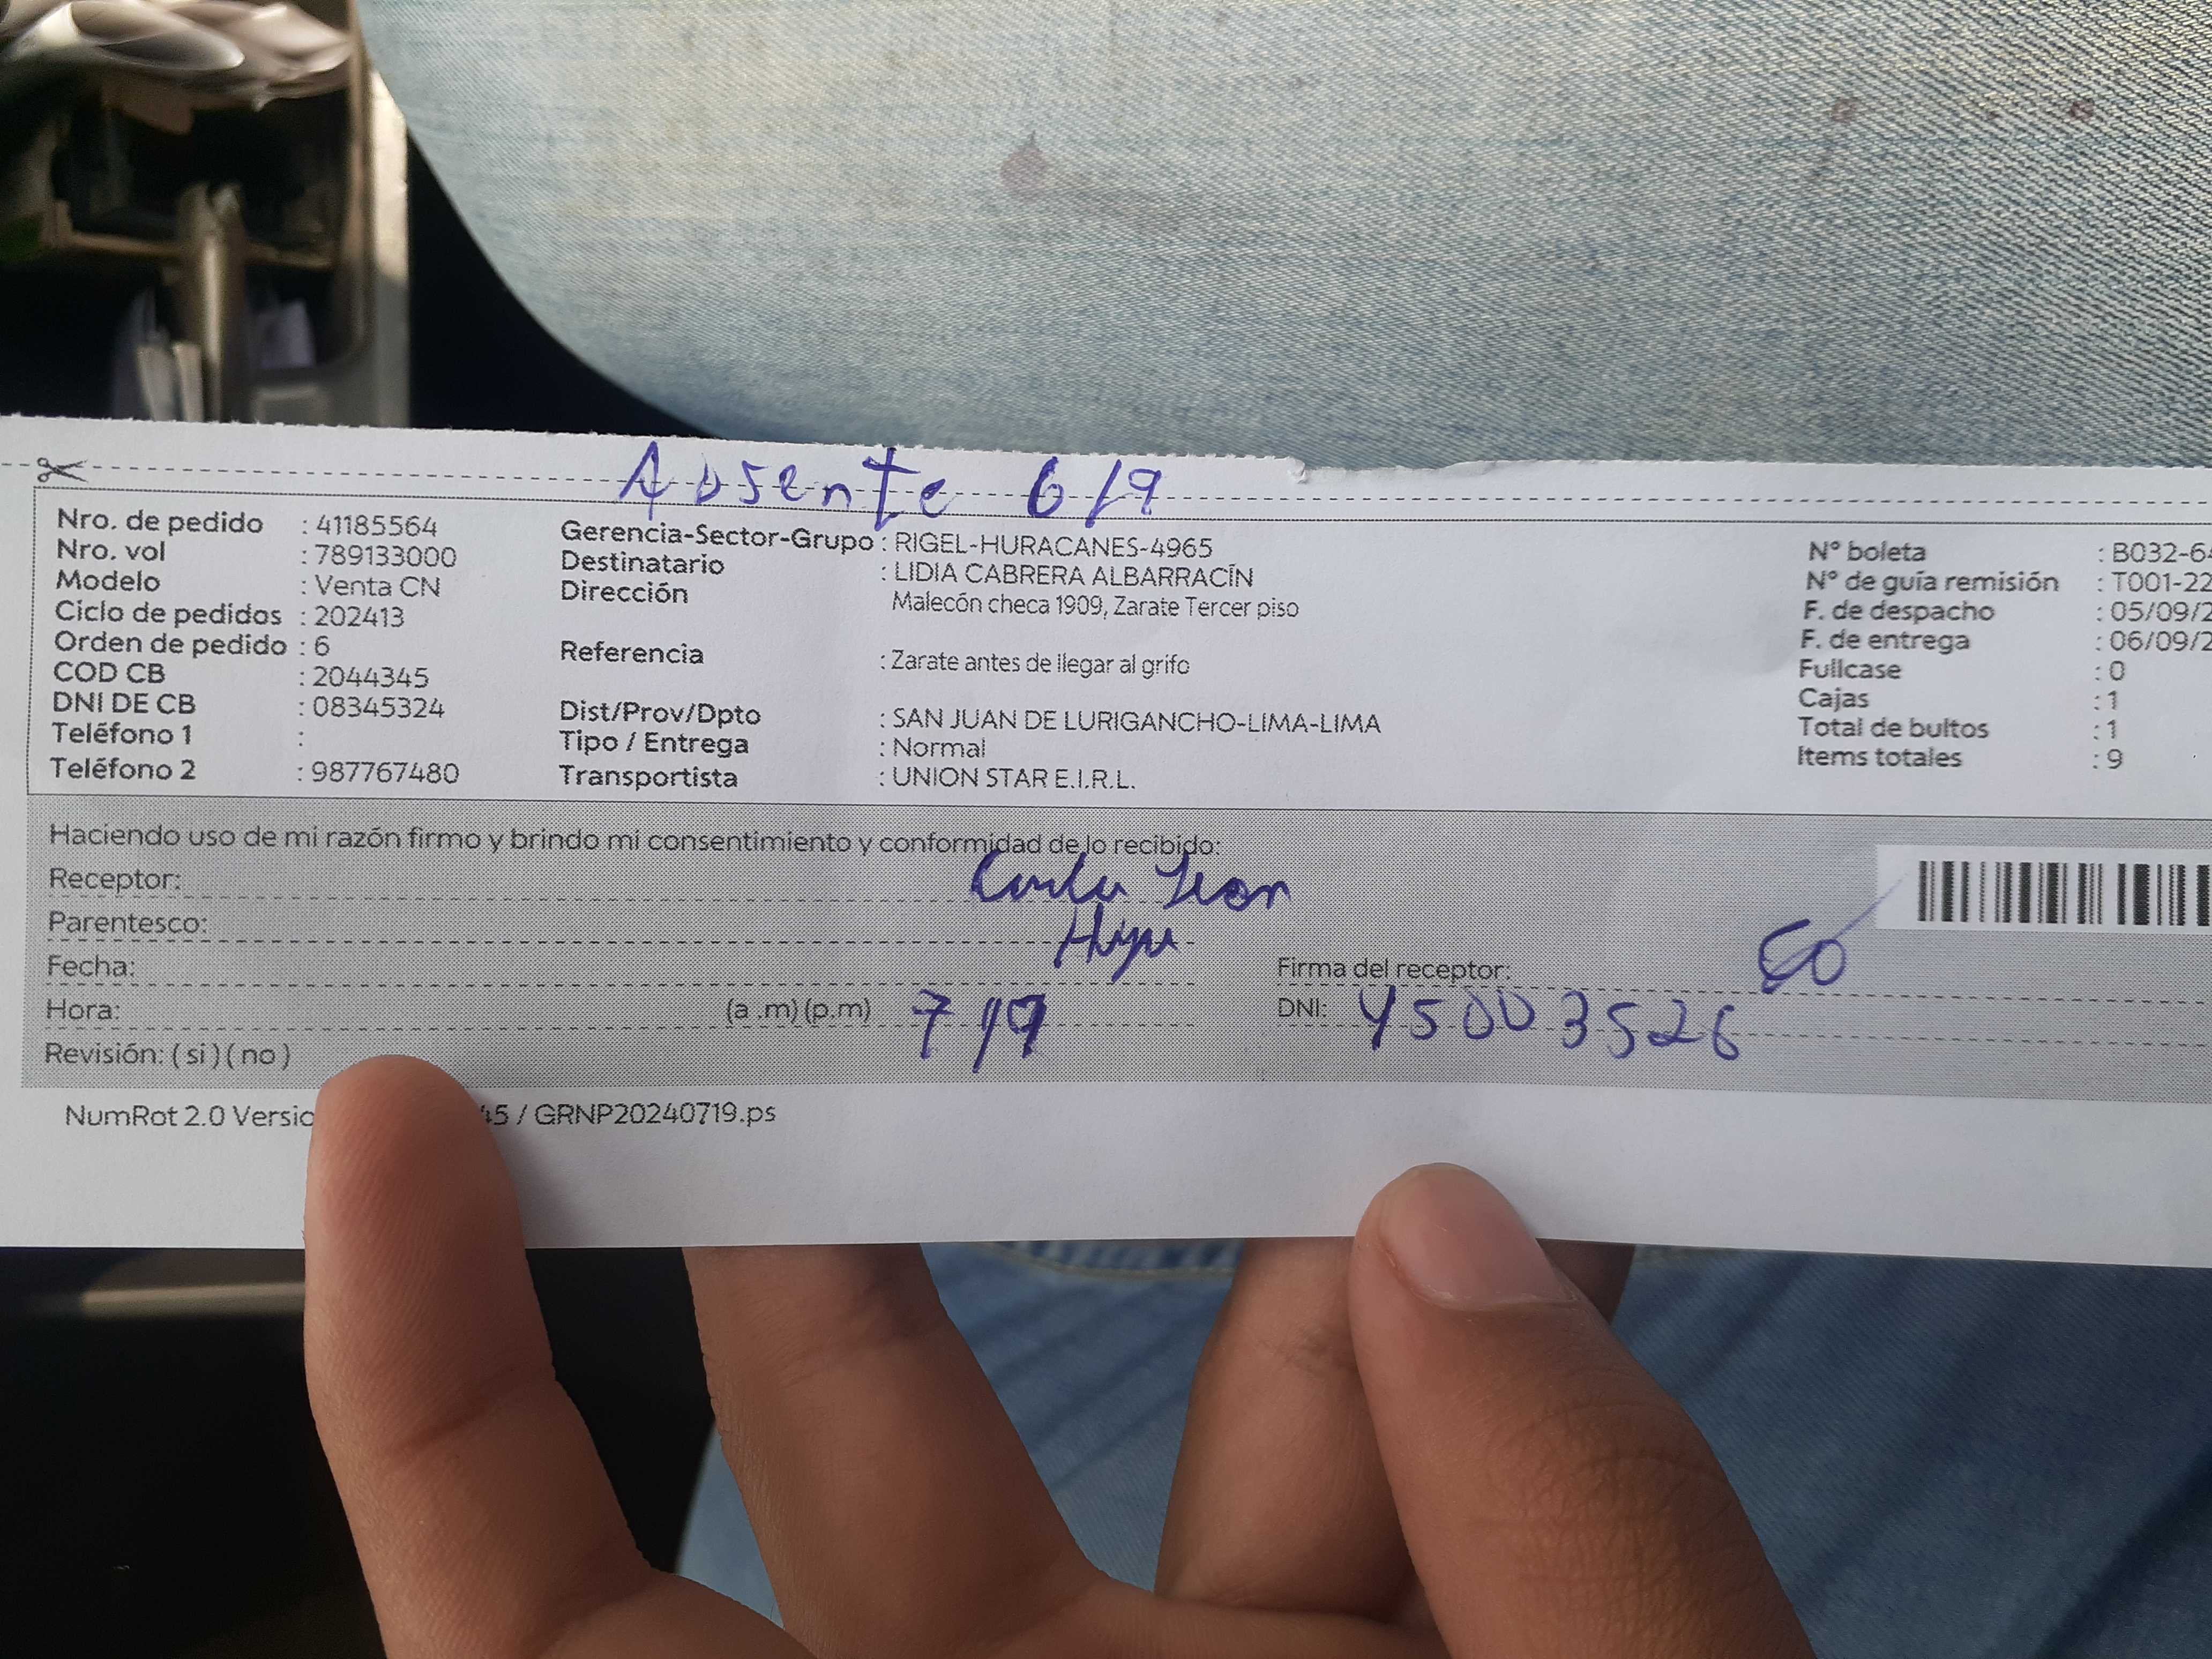 Absente 6/9
Nro. de pedido : 41185564
Nro. vol : 789133000
Modelo : Venta CN
Ciclo de pedidos : 202413
Orden de pedido : 6
COD CB : 2044345
DNI DE CB : 08345324
Teléfono 1 :
Teléfono 2 : 987767480
Gerencia-Sector-Grupo : RIGEL-HURACANES-4965
Destinatario : LIDIA CABRERA ALBARRACÍN
Dirección Malecón checa 1909, Zarate Tercer piso
Referencia : Zarate antes de llegar al grifo
Dist/Prov/Dpto : SAN JUAN DE LURIGANCHO-LIMA-LIMA
Tipo / Entrega : Normal
Transportista : UNION STAR E.I.R.L.
N° boleta : B032-64
N° de guía remisión : T001-22
F. de despacho : 05/09/2
F. de entrega : 06/09/2
Fullcase : 0
Cajas : 1
Total de bultos : 1
Items totales : 9
Haciendo uso de mi razón firmo y brindo mi consentimiento y conformidad de lo recibido:
Receptor: Carla Leon
Parentesco: Hija
Fecha:
Firma del receptor:
Hora: (a .m) (p.m) 7/9
DNI: 45003526
Revisión: ( si ) ( no )
NumRot 2.0 Versio 45 / GRNP20240719.ps